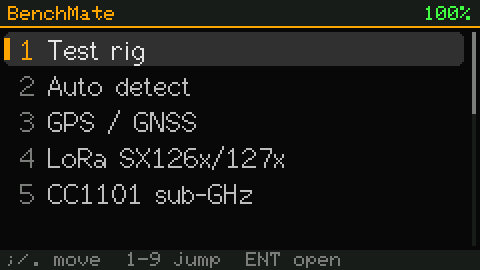 BenchMate 100%
1 Test rig
2 Auto detect
3 GPS / GNSS
4 LoRa SX126x/127x
5 CC1101 sub-GHz
;/. move  1-9 jump  ENT open